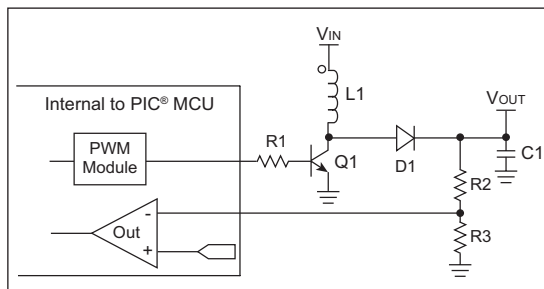 VIN
L1
Internal to PIC® MCU
VOUT
R1
PWM
Module
Q1
D1
C1
R2
-
Out
+
R3